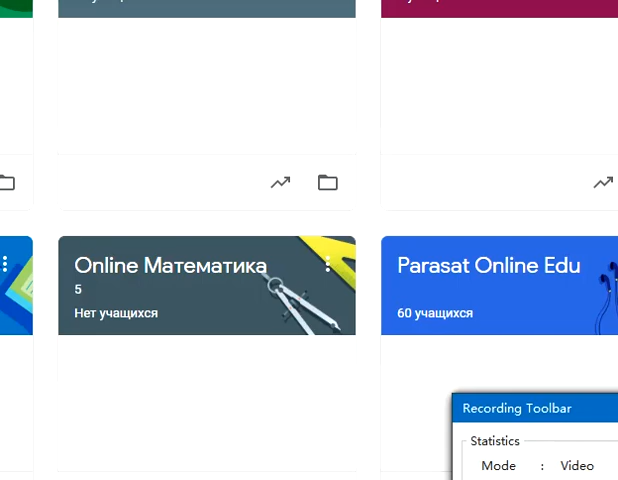 Online Математика
5
Нет учащихся
Parasat Online Edu
60 учащихся
Recording Toolbar
Statistics
Mode : Video